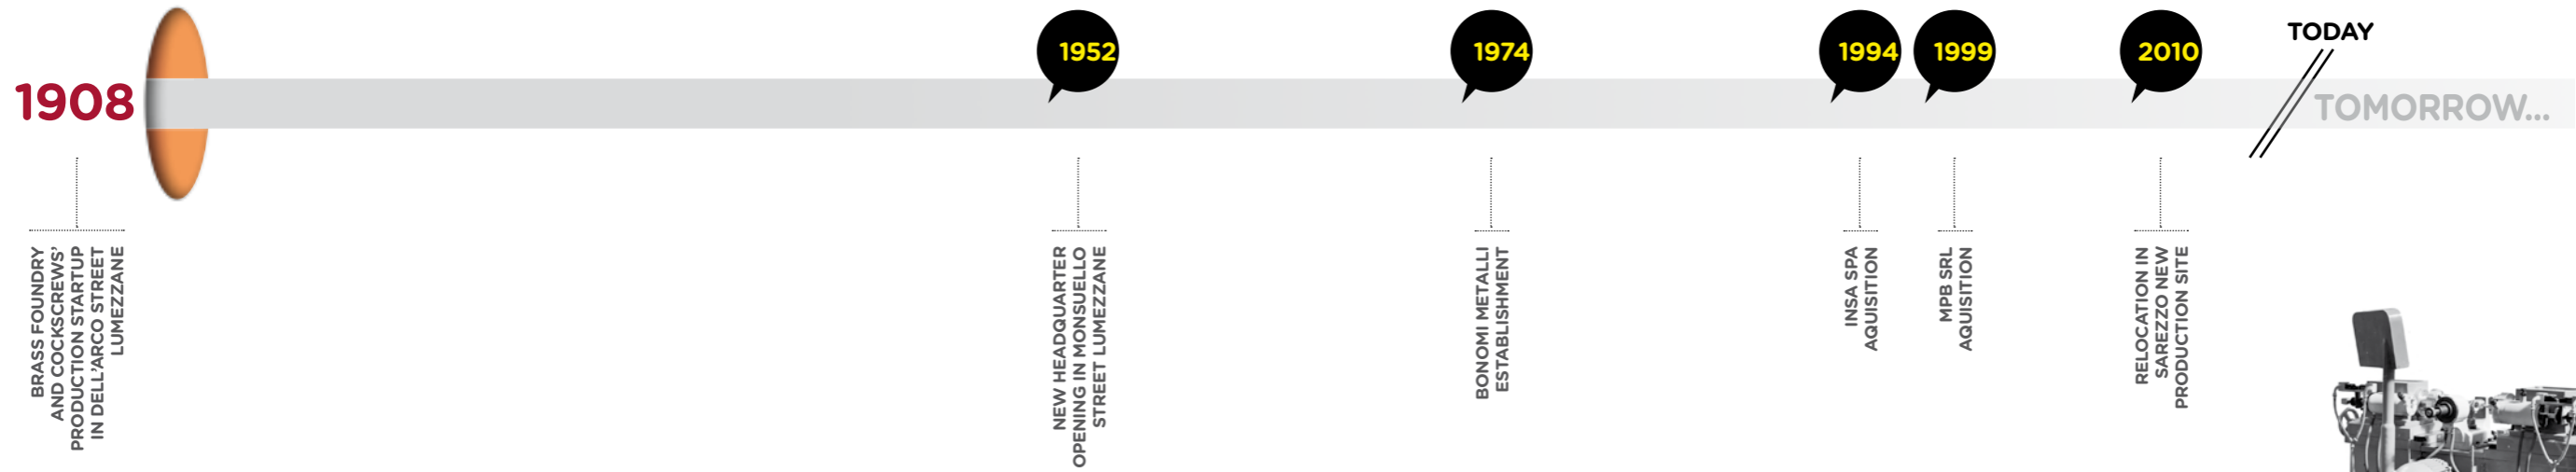 1908
1952
1974
1994
1999
2010
TODAY
TOMORROW...
BRASS FOUNDRY
AND COCKSCREWS’
PRODUCTION STARTUP
IN DELL’ARCO STREET
LUMEZZANE
NEW HEADQUARTER
OPENING IN MONSUELLO
STREET LUMEZZANE
BONOMI METALLI
ESTABLISHMENT
INSA SPA
AQUISITION
MPB SRL
AQUISITION
RELOCATION IN
SAREZZO NEW
PRODUCTION SITE